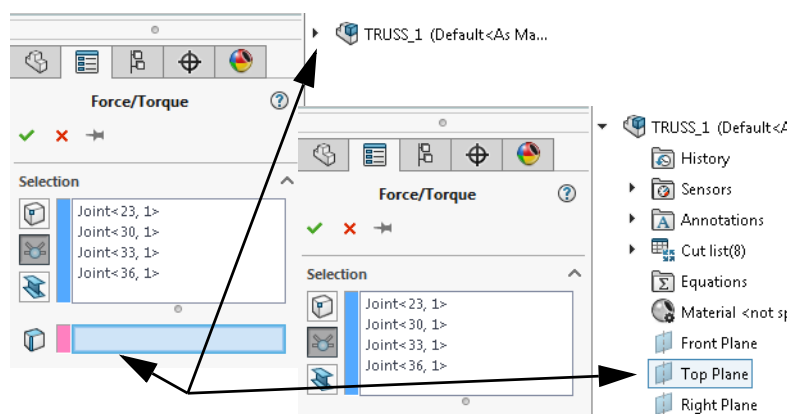 TRUSS_1 (Default<As Ma...
Force/Torque
Selection
Joint<23, 1>
Joint<30, 1>
Joint<33, 1>
Joint<36, 1>
Force/Torque
Selection
Joint<23, 1>
Joint<30, 1>
Joint<33, 1>
Joint<36, 1>
TRUSS_1 (Default<A
History
Sensors
A Annotations
Cut list(8)
Equations
Material <not sp
Front Plane
Top Plane
Right Plane